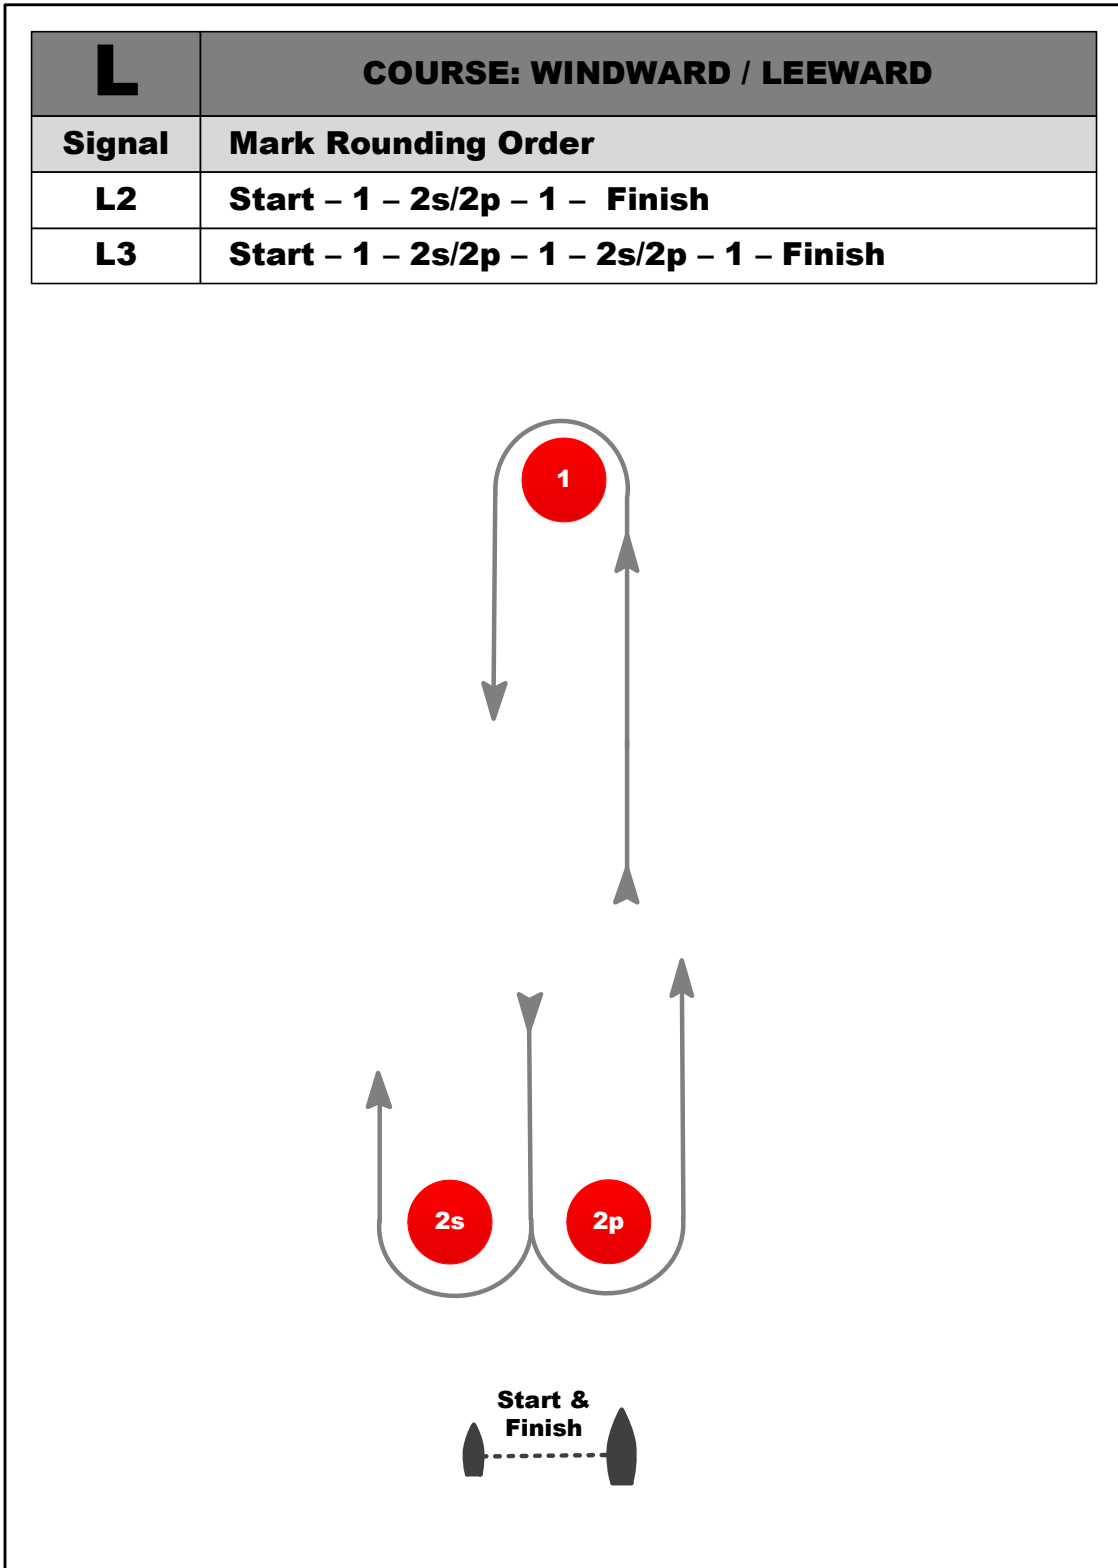 L
COURSE: WINDWARD / LEEWARD
Signal Mark Rounding Order
L2 Start – 1 – 2s/2p – 1 – Finish
L3 Start – 1 – 2s/2p – 1 – 2s/2p – 1 – Finish
1
2s
2p
Start &
Finish